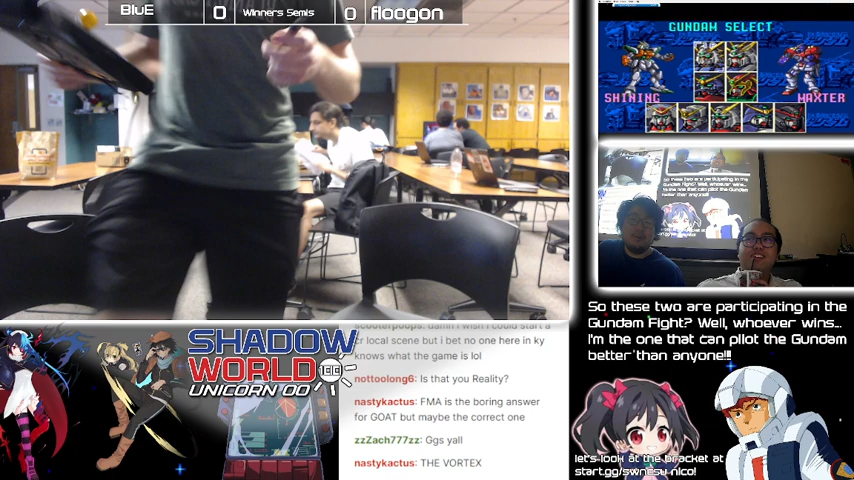 BluE 0 Winners Semis 0 floogon
GUNDAM SELECT
SHINING
MAXTER
So these two are participating in the
Gundam Fight? Well, whoever wins...
I'm the one that can pilot the Gundam
better than anyone!!!
SHADOW
WORLD
UNICORN 00
scooterpoops: damn i wish i could start a
cr local scene but i bet no one here in ky
knows what the game is lol
nottoolong6: Is that you Reality?
nastykactus: FMA is the boring answer
for GOAT but maybe the correct one
zzZach777zz: Ggs yall
nastykactus: THE VORTEX
let's look at the bracket at
start.gg/swncsu nico!